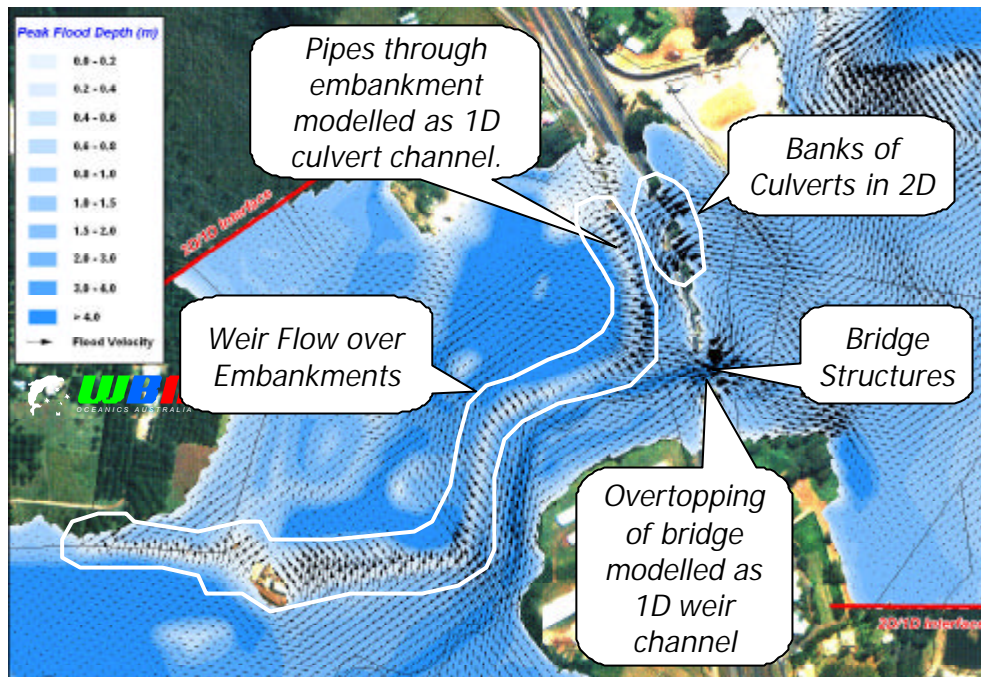 Peak Flood Depth (m)
0.0 - 0.2
0.2 - 0.4
0.4 - 0.6
0.6 - 0.8
0.8 - 1.0
1.0 - 1.5
1.5 - 2.0
2.0 - 3.0
3.0 - 4.0
> 4.0
Flood Velocity
Pipes through
embankment
modelled as 1D
culvert channel.
Banks of
Culverts in 2D
2D/1D Interface
Weir Flow over
Embankments
Bridge
Structures
WB
OCEANICS AUSTRALIA
Overtopping
of bridge
modelled as
1D weir
channel
2D/1D Interface